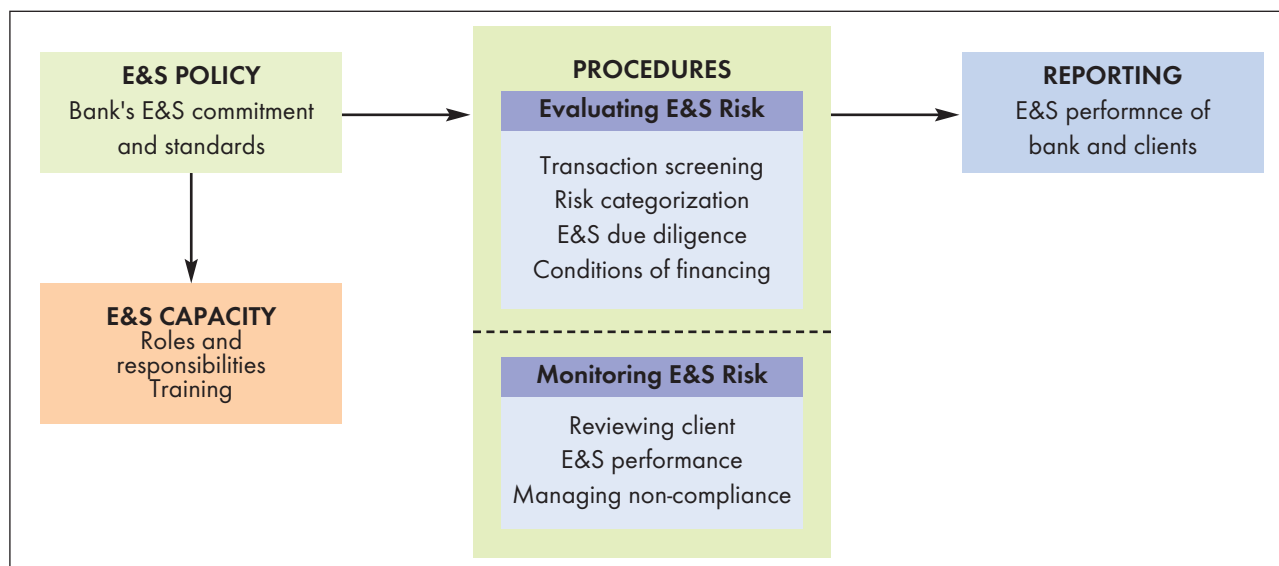 E&S POLICY
Bank's E&S commitment
and standards
E&S CAPACITY
Roles and
responsibilities
Training
PROCEDURES
Evaluating E&S Risk
Transaction screening
Risk categorization
E&S due diligence
Conditions of financing
Monitoring E&S Risk
Reviewing client
E&S performance
Managing non-compliance
REPORTING
E&S performnce of
bank and clients